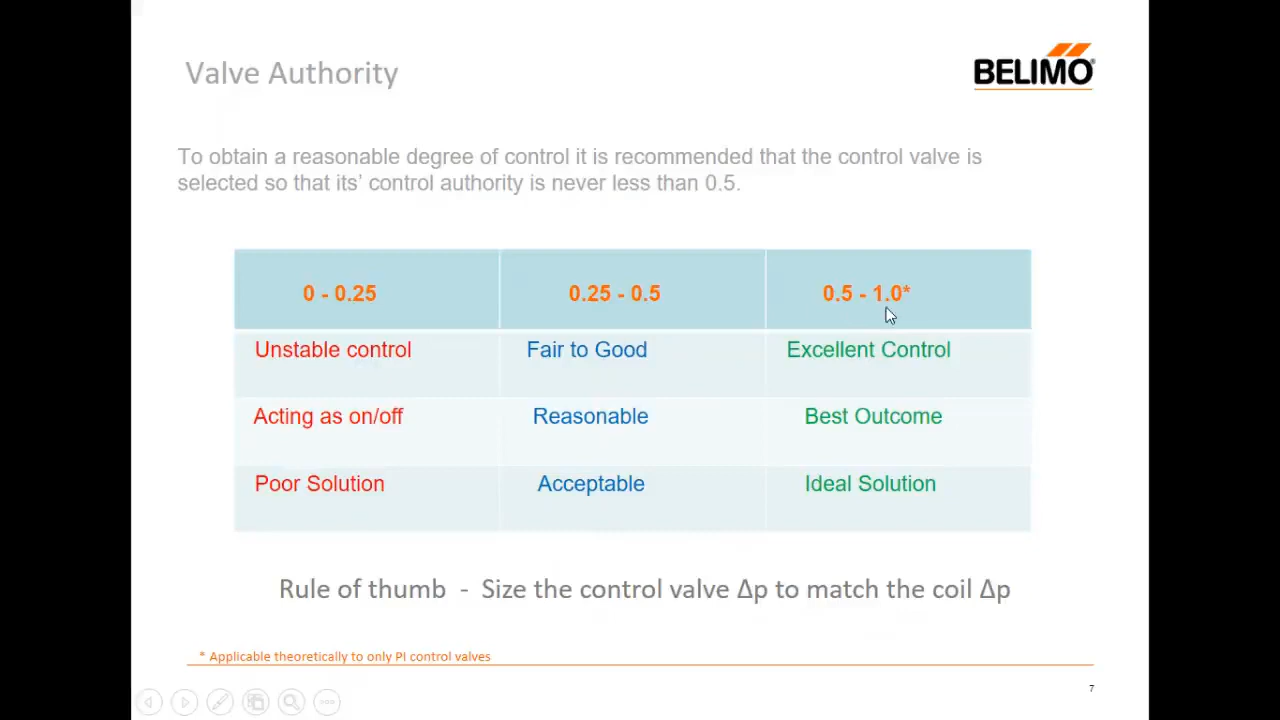 Valve Authority
BELIMO®
To obtain a reasonable degree of control it is recommended that the control valve is
selected so that its’ control authority is never less than 0.5.
0 - 0.25
0.25 - 0.5
0.5 - 1.0*
Unstable control
Fair to Good
Excellent Control
Acting as on/off
Reasonable
Best Outcome
Poor Solution
Acceptable
Ideal Solution
Rule of thumb - Size the control valve Δp to match the coil Δp
* Applicable theoretically to only PI control valves
7